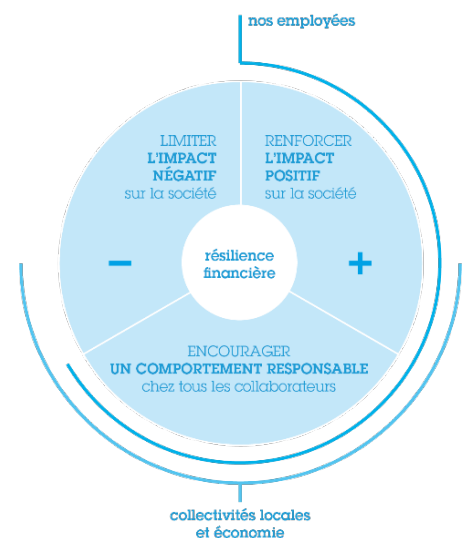 nos employées
LIMITER
L'IMPACT
NÉGATIF
sur la société
RENFORCER
L'IMPACT
POSITIF
sur la société
−
résilience
financière
+
ENCOURAGER
UN COMPORTEMENT RESPONSABLE
chez tous les collaborateurs
collectivités locales
et économie